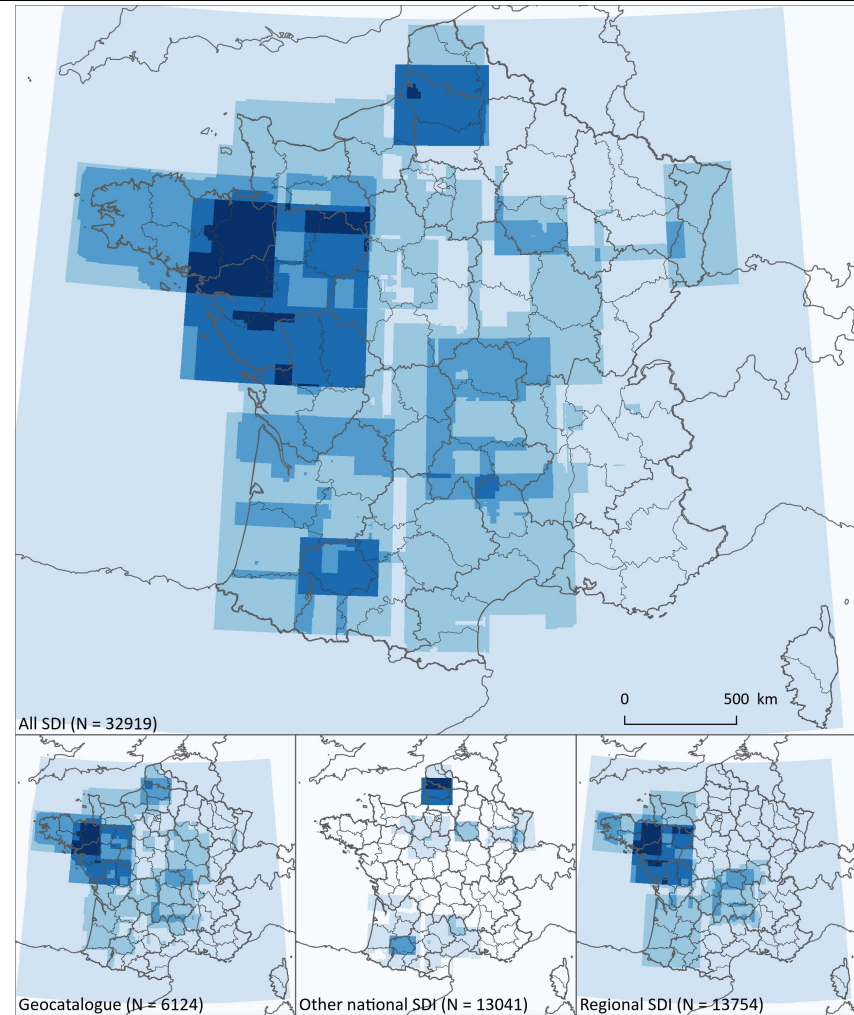 0 500 km
All SDI (N = 32919)
Geocatalogue (N = 6124)
Other national SDI (N = 13041)
Regional SDI (N = 13754)